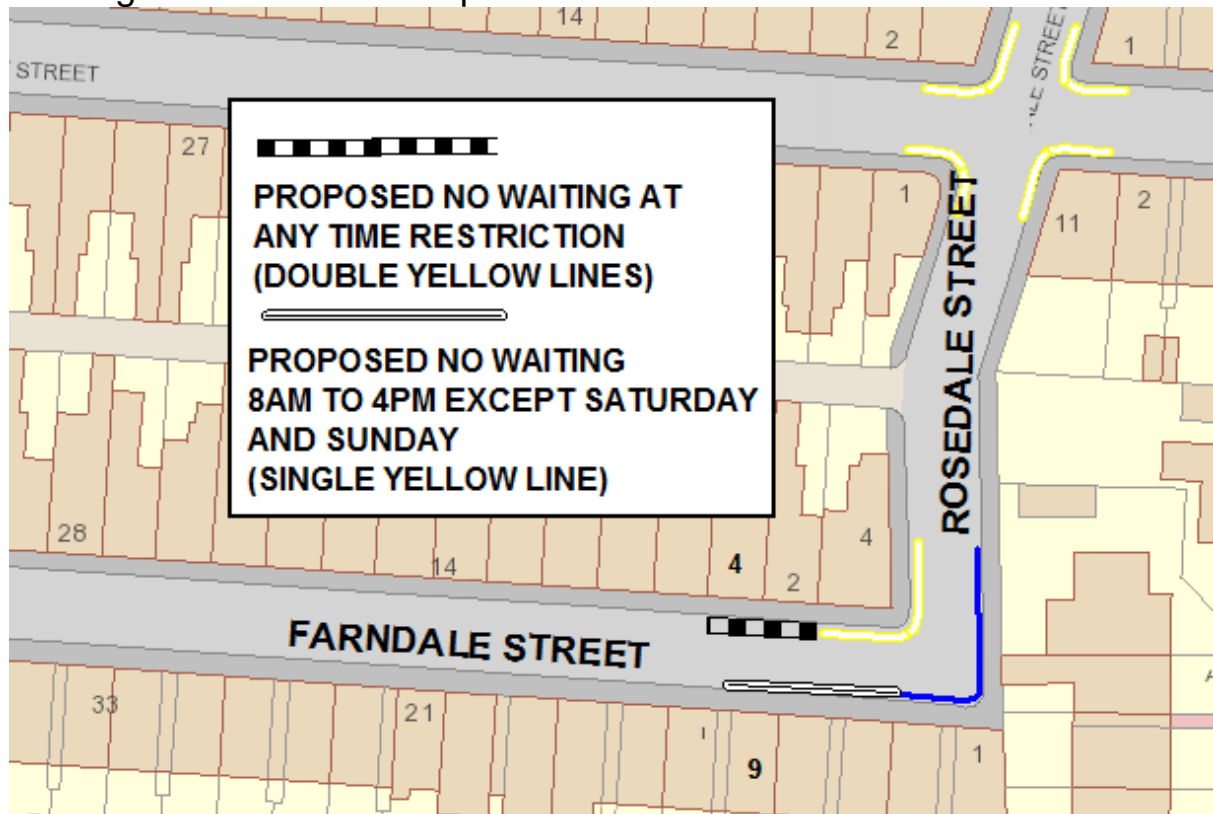 14
2
1
STREET
27
PROPOSED NO WAITING AT
ANY TIME RESTRICTION
(DOUBLE YELLOW LINES)
PROPOSED NO WAITING
8AM TO 4PM EXCEPT SATURDAY
AND SUNDAY
(SINGLE YELLOW LINE)
1
11
2
ROSEDALE STREET
28
14
4
2
4
FARNDALE STREET
33
21
9
1